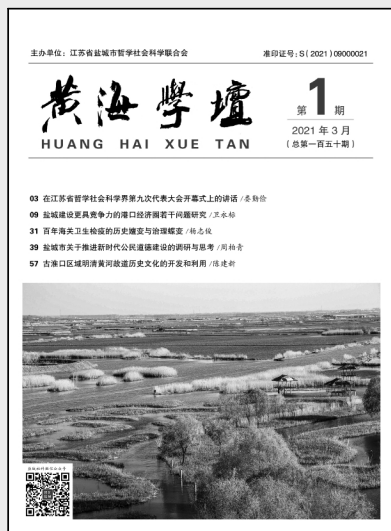 主办单位：江苏省盐城市哲学社会科学联合会
准印证号：S(2021)09000021
黄海学壇
HUANG HAI XUE TAN
第1期
2021年3月
（总第一百五十期）
03 在江苏省哲学社会科学界第九次代表大会开幕式上的讲话 /娄勤俭
09 盐城建设更具竞争力的港口经济圈若干问题研究 /卫水标
31 百年海关卫生检疫的历史嬗变与治理蝶变 /杨志俊
39 盐城市关于推进新时代公民道德建设的调研与思考 /周柏青
57 古淮口区域明清黄河故道历史文化的开发和利用 /陈建新